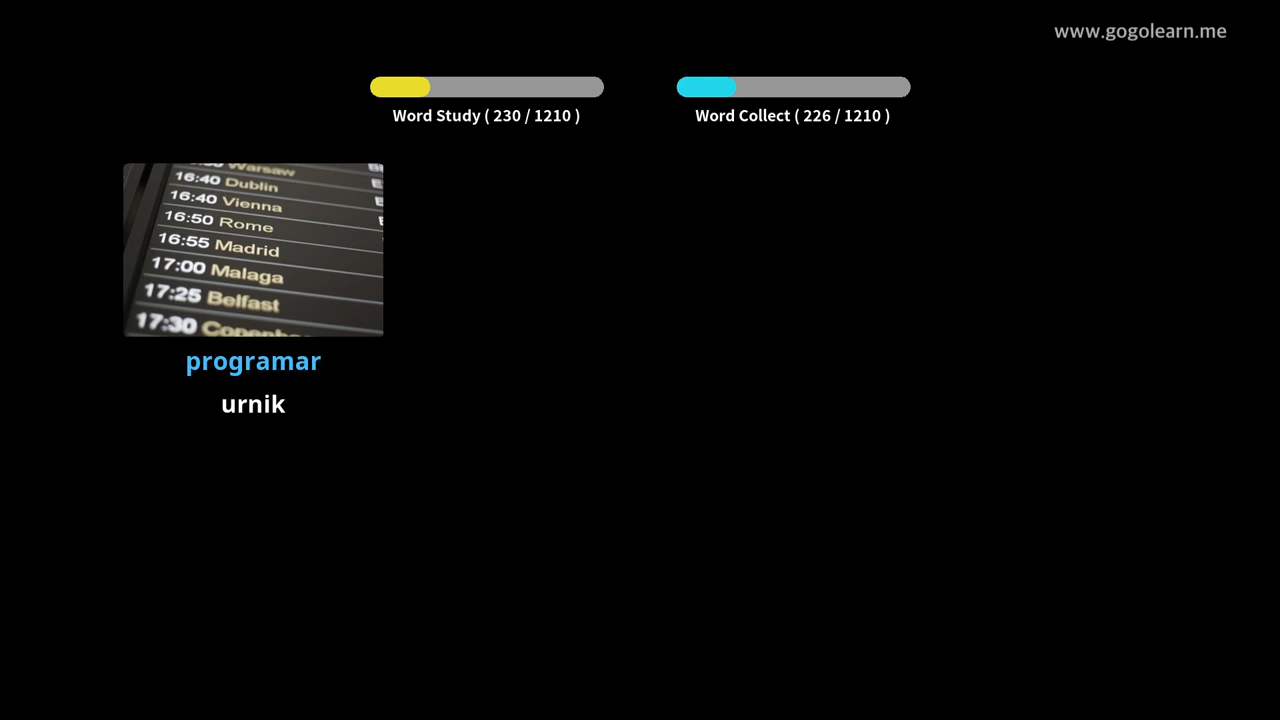 www.gogolearn.me
Word Study ( 230 / 1210 )
Word Collect ( 226 / 1210 )
Warsaw
16:40 Dublin
16:40 Vienna
16:50 Rome
16:55 Madrid
17:00 Malaga
17:25 Belfast
17:30
programar
urnik